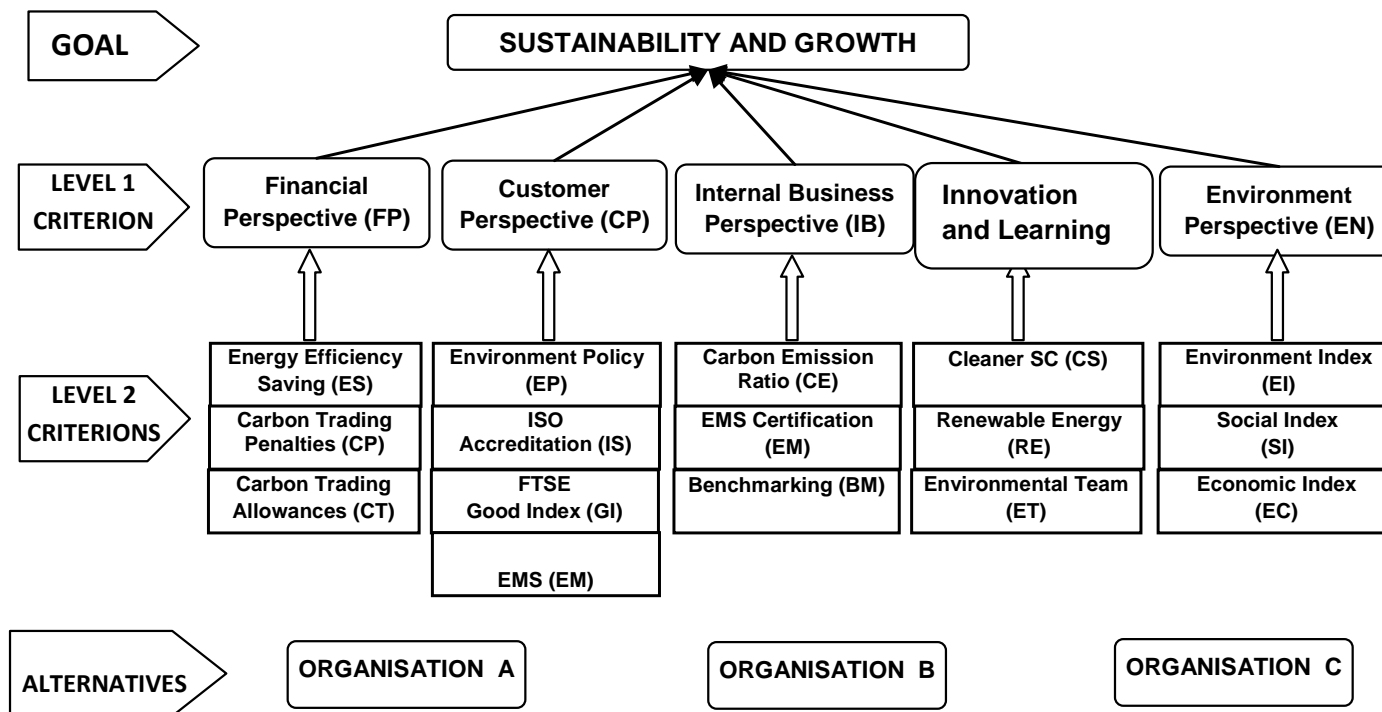 GOAL
SUSTAINABILITY AND GROWTH
LEVEL 1
CRITERION
Financial
Perspective (FP)
Customer
Perspective (CP)
Internal Business
Perspective (IB)
Innovation
and Learning
Environment
Perspective (EN)
LEVEL 2
CRITERIONS
Energy Efficiency
Saving (ES)
Carbon Trading
Penalties (CP)
Carbon Trading
Allowances (CT)
Environment Policy
(EP)
ISO
Accreditation (IS)
FTSE
Good Index (GI)
EMS (EM)
Carbon Emission
Ratio (CE)
EMS Certification
(EM)
Benchmarking (BM)
Cleaner SC (CS)
Renewable Energy
(RE)
Environmental Team
(ET)
Environment Index
(EI)
Social Index
(SI)
Economic Index
(EC)
ALTERNATIVES
ORGANISATION A
ORGANISATION B
ORGANISATION C